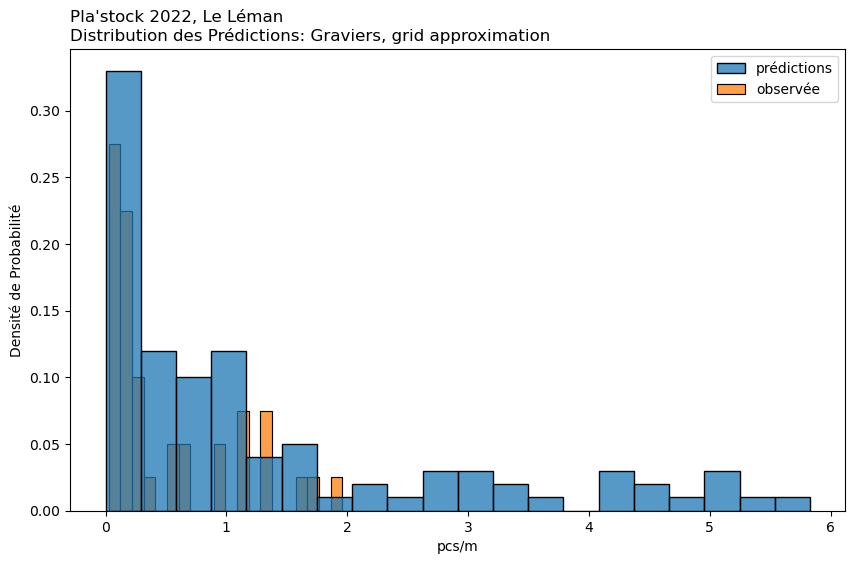 Pla'stock 2022, Le Léman
Distribution des Prédictions: Graviers, grid approximation
prédictions
observée
0.30
0.25
0.20
0.15
0.10
0.05
0.00
Densité de Probabilité
0
1
2
3
4
5
6
pcs/m